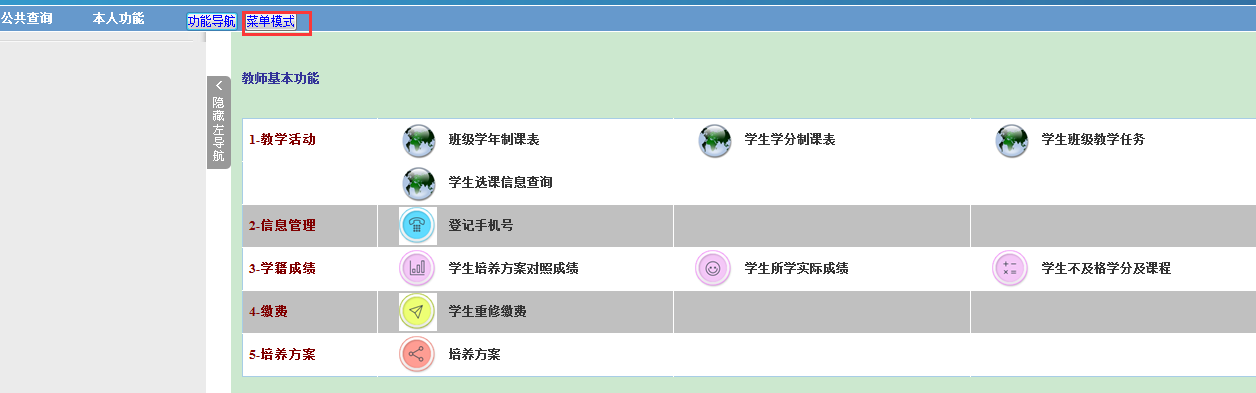 公共查询 本人功能 功能导航 菜单模式
隐藏左导航
教师基本功能
1-教学活动 班级学年制课表 学生学分制课表 学生班级教学任务
学生选课信息查询
2-信息管理 登记手机号
3-学籍成绩 学生培养方案对照成绩 学生所学实际成绩 学生不及格学分及课程
4-缴费 学生重修缴费
5-培养方案 培养方案